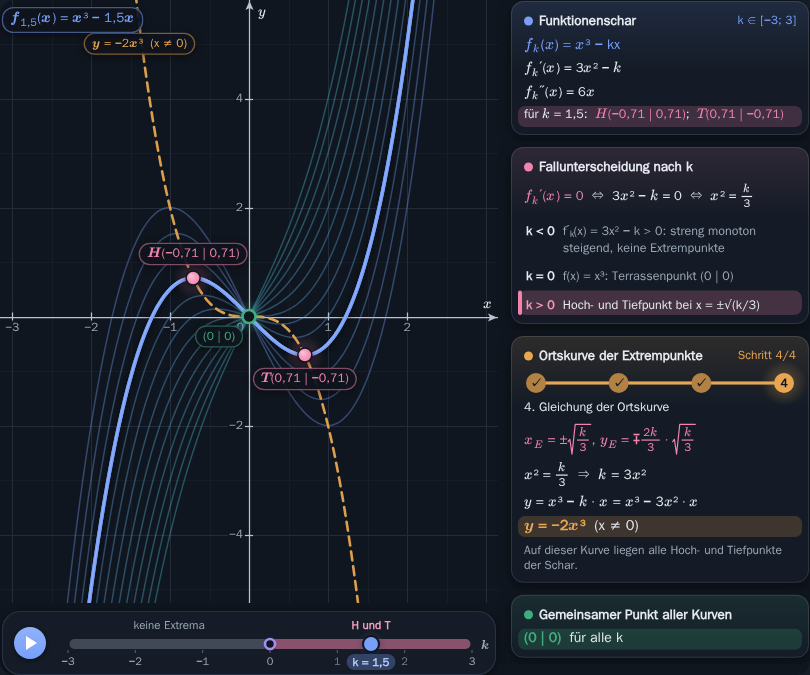 f₁,₅(x) = x³ − 1,5x
y = −2x³ (x ≠ 0)
y
4
2
H(−0,71 | 0,71)
x
−3 −2 −1 0 1 2
(0 | 0)
T(0,71 | −0,71)
−2
−4
keine Extrema H und T
k
−3 −2 −1 0 1 2 3
k = 1,5
Funktionenschar k ∈ [−3; 3]
fₖ(x) = x³ − kx
fₖ′(x) = 3x² − k
fₖ″(x) = 6x
für k = 1,5: H(−0,71 | 0,71); T(0,71 | −0,71)
Fallunterscheidung nach k
fₖ′(x) = 0 ⇔ 3x² − k = 0 ⇔ x² = k/3
k < 0 f′ₖ(x) = 3x² − k > 0: streng monoton
steigend, keine Extrempunkte
k = 0 f(x) = x³: Terrassenpunkt (0 | 0)
k > 0 Hoch- und Tiefpunkt bei x = ±√(k/3)
Ortskurve der Extrempunkte Schritt 4/4
✓ ✓ ✓ 4
4. Gleichung der Ortskurve
x_E = ±√(k/3), y_E = ∓ 2k/3 · √(k/3)
x² = k/3 ⇒ k = 3x²
y = x³ − k · x = x³ − 3x² · x
y = −2x³ (x ≠ 0)
Auf dieser Kurve liegen alle Hoch- und Tiefpunkte
der Schar.
Gemeinsamer Punkt aller Kurven
(0 | 0) für alle k